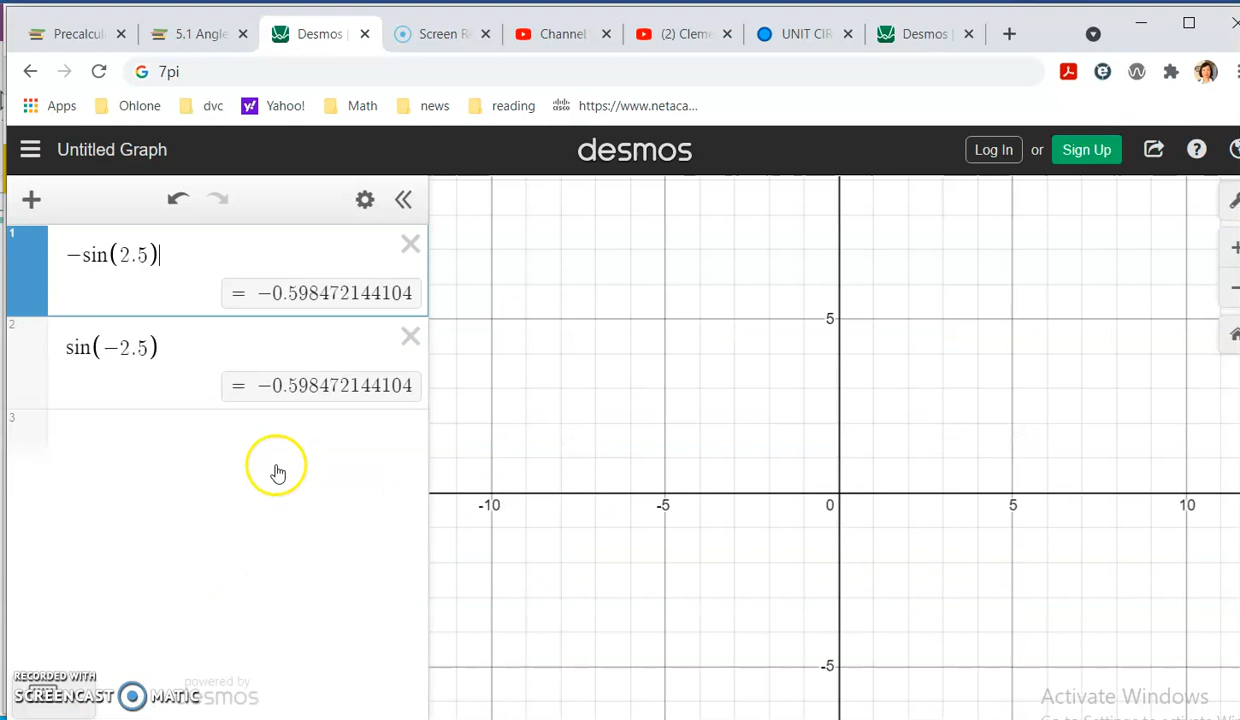 Precalcul
5.1 Angle
Desmos |
Screen R
Channel
(2) Cleme
UNIT CIR
Desmos |
7pi
Apps
Ohlone
dvc
Yahoo!
Math
news
reading
https://www.netaca...
Untitled Graph
desmos
Log In
or
Sign Up
1
−sin(2.5)
= −0.598472144104
2
sin(−2.5)
= −0.598472144104
3
5
-10
-5
0
5
10
-5
RECORDED WITH
SCREENCAST MATIC
powered by
desmos
Activate Windows